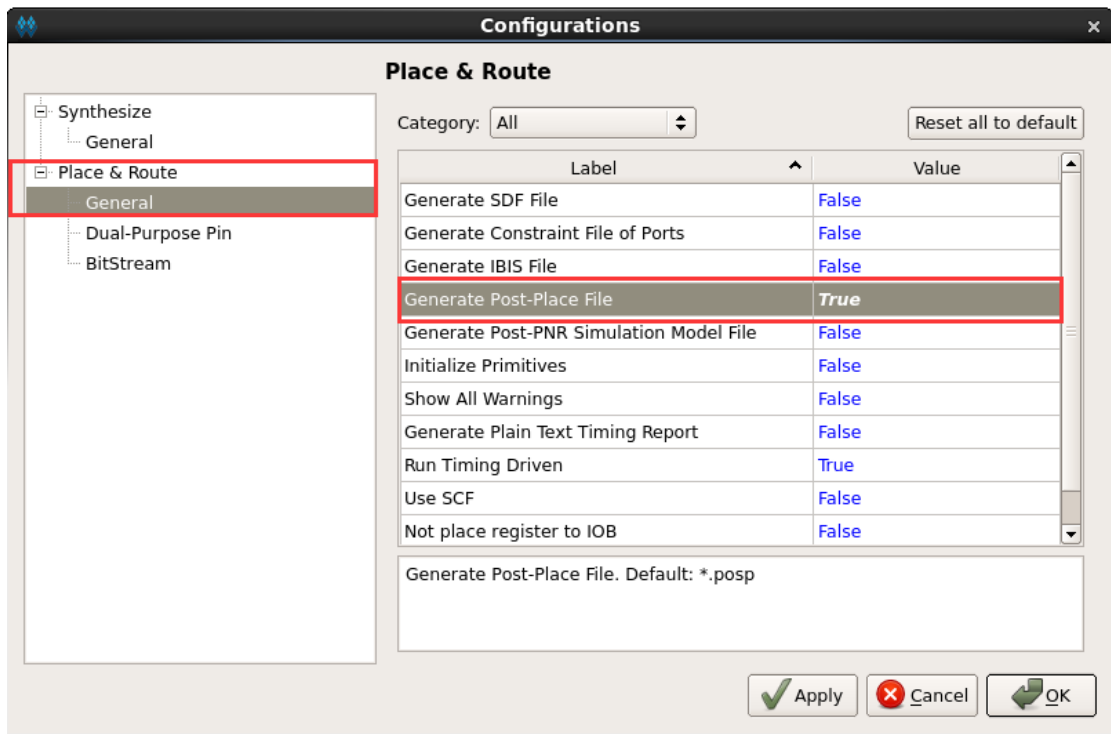 Configurations
Place & Route
Synthesize
General
Place & Route
General
Dual-Purpose Pin
BitStream
Category: All
Reset all to default
Label Value
Generate SDF File False
Generate Constraint File of Ports False
Generate IBIS File False
Generate Post-Place File True
Generate Post-PNR Simulation Model File False
Initialize Primitives False
Show All Warnings False
Generate Plain Text Timing Report False
Run Timing Driven True
Use SCF False
Not place register to IOB False
Generate Post-Place File. Default: *.posp
Apply Cancel OK